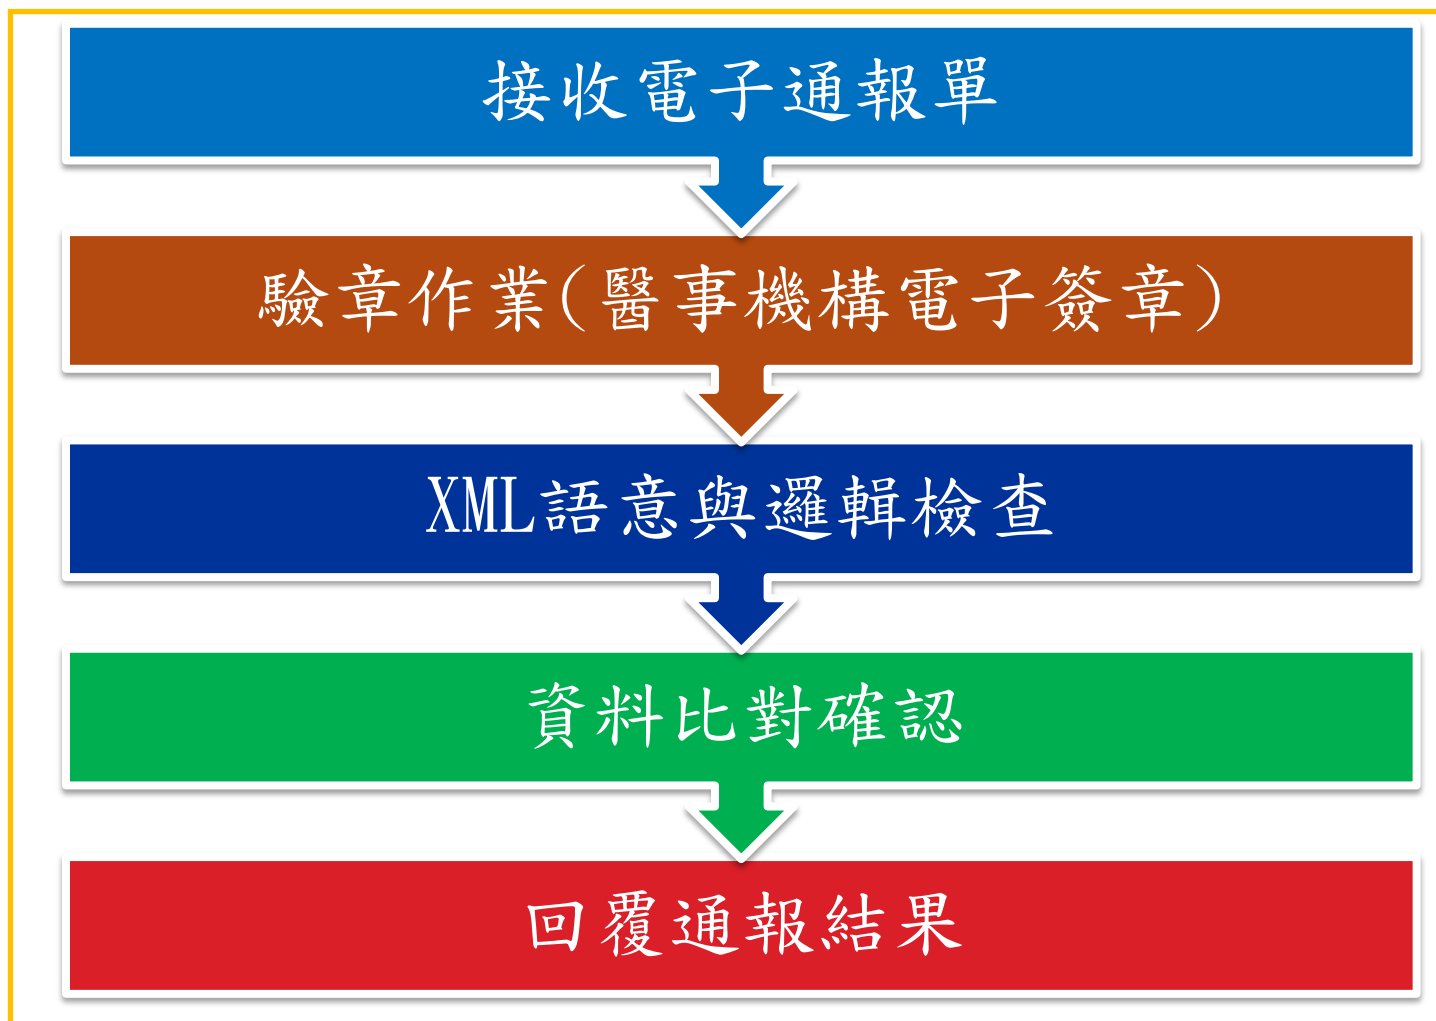 接收電子通報單
驗章作業(醫事機構電子簽章)
XML語意與邏輯檢查
資料比對確認
回覆通報結果